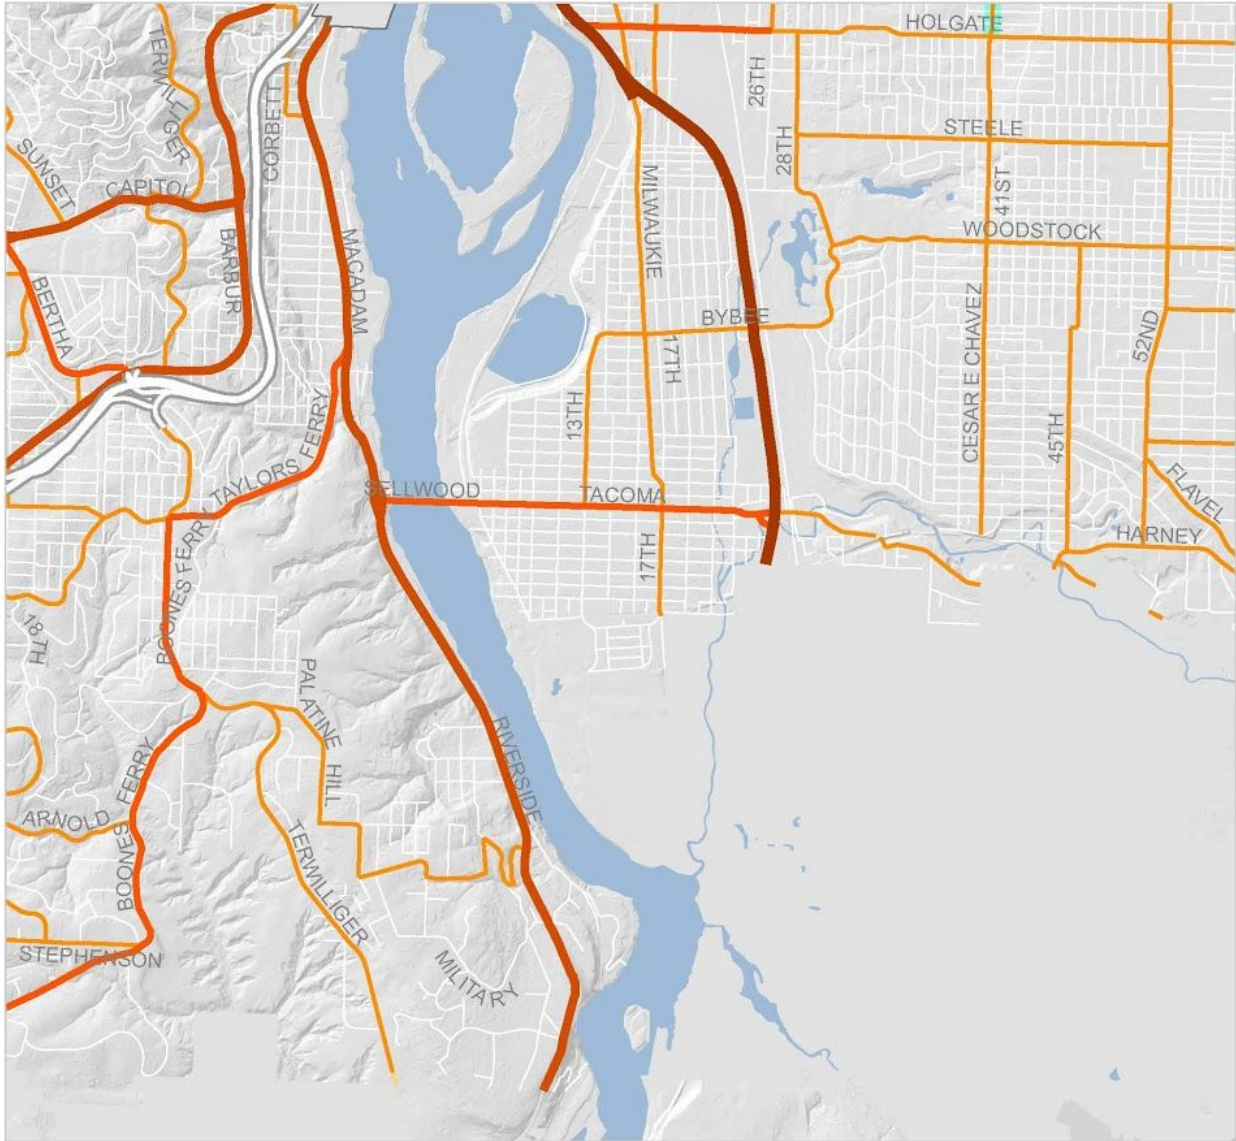 HOLGATE
TERWILLIGER
26TH
CORBETT
STEELE
28TH
SUNSET
CAPITOL
MILWAUKIE
41ST
BARBUR
MACADAM
WOODSTOCK
BERTHA
BYBEE
17TH
52ND
CESAR E CHAVEZ
13TH
45TH
TAYLORS FERRY
SELLWOOD
TACOMA
FLAVEL
BOONES FERRY
17TH
HARNEY
18TH
PALATINE HILL
RIVERSIDE
BOONES FERRY
ARNOLD
TERWILLIGER
STEPHENSON
MILITARY